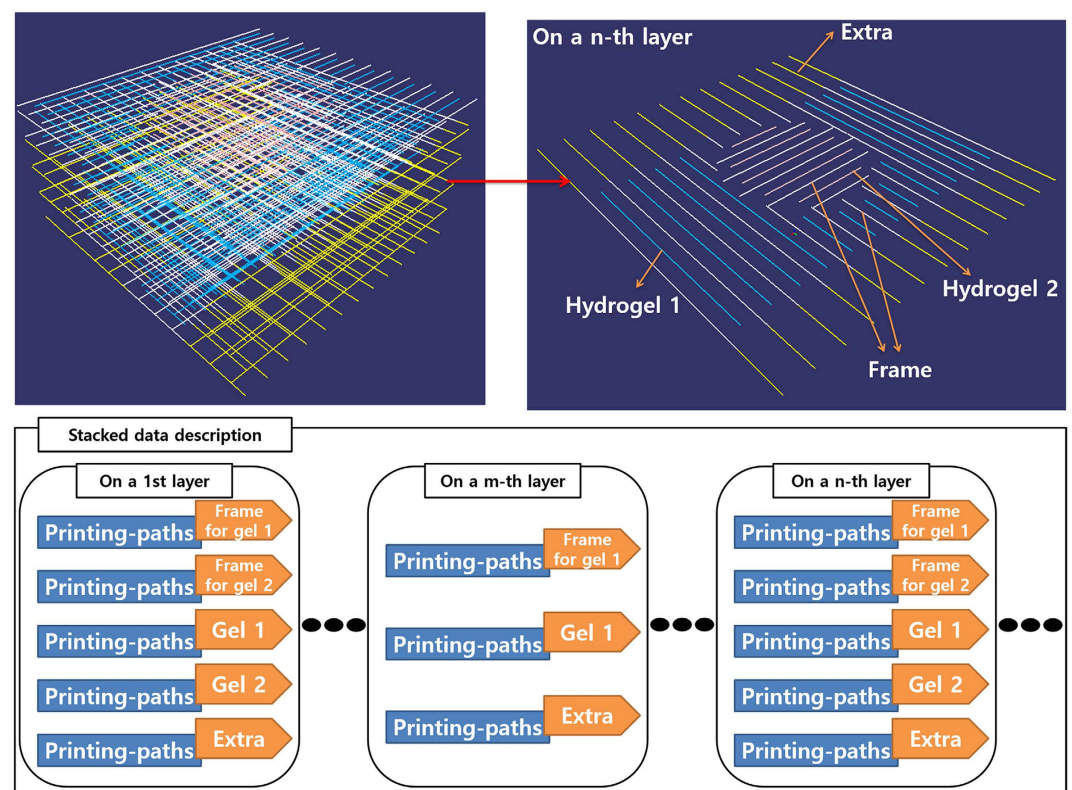 On a n-th layer
Extra
Hydrogel 1
Hydrogel 2
Frame
Stacked data description
On a 1st layer
Printing-paths
Frame
for gel 1
Printing-paths
Frame
for gel 2
Printing-paths
Gel 1
Printing-paths
Gel 2
Printing-paths
Extra
On a m-th layer
Printing-paths
Frame
for gel 1
Printing-paths
Gel 1
Printing-paths
Extra
On a n-th layer
Printing-paths
Frame
for gel 1
Printing-paths
Frame
for gel 2
Printing-paths
Gel 1
Printing-paths
Gel 2
Printing-paths
Extra